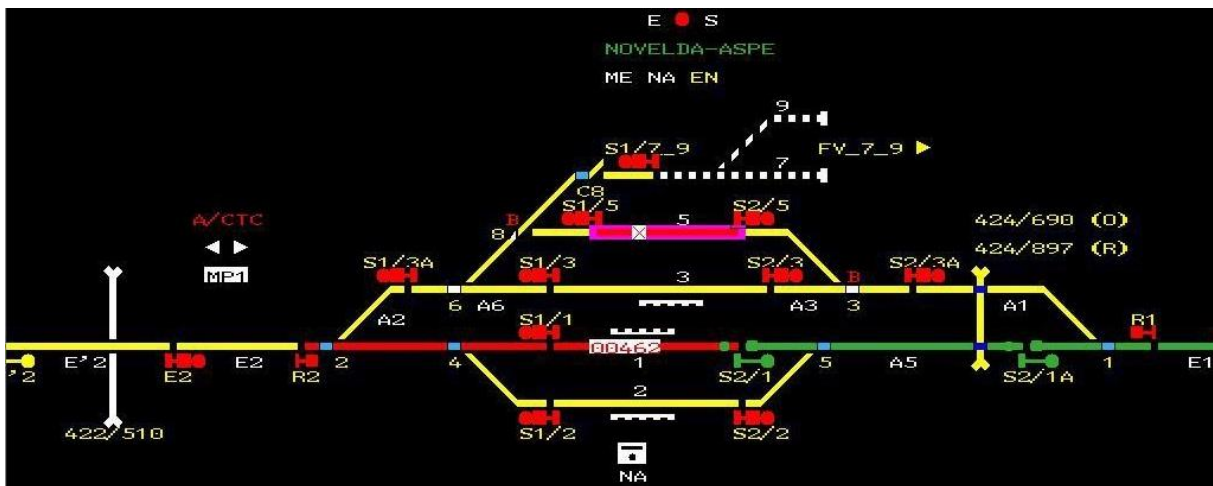 E S
NOVELDA-ASPE
ME NA EN
9
S1/7_9
FV_7_9
7
C8
S1/5
5
S2/5
A/CTC
B
8
424/690 (O)
424/897 (R)
MP1
S1/3A
S1/3
3
S2/3
B
S2/3A
6
A6
A3
3
A1
A2
S1/1
R1
00462
E'2
E2
2
4
1
5
A5
1
E1
'2
E2
R2
S2/1
S2/1A
2
422/510
S1/2
S2/2
NA